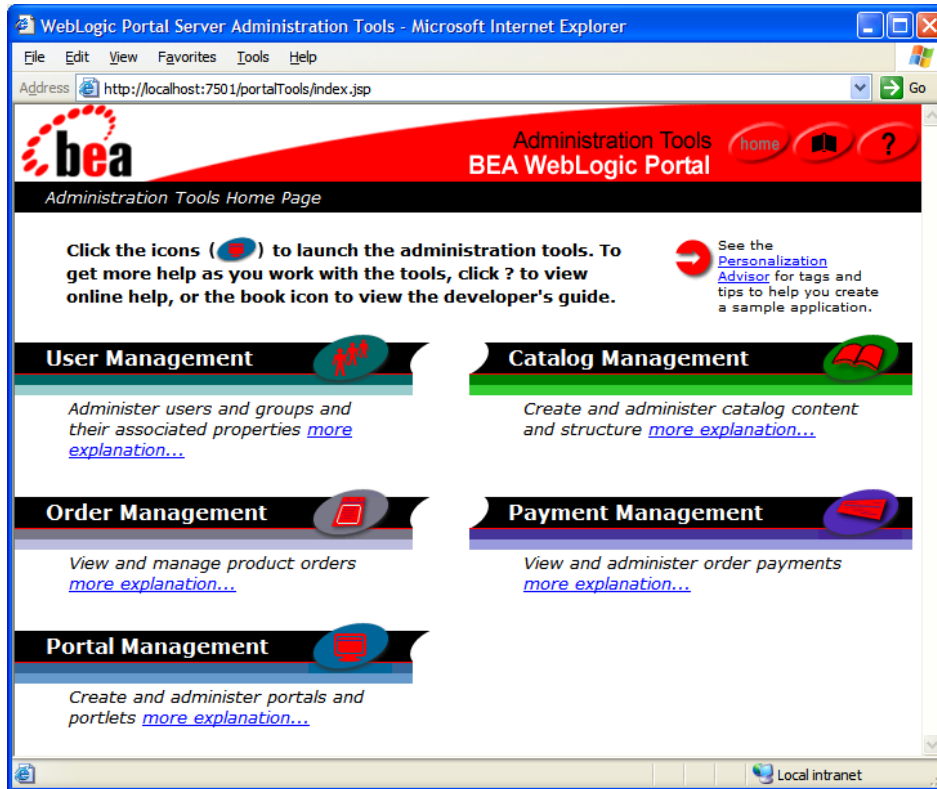 WebLogic Portal Server Administration Tools - Microsoft Internet Explorer
File Edit View Favorites Tools Help
Address http://localhost:7501/portalTools/index.jsp Go
bea
Administration Tools
BEA WebLogic Portal
home ?
Administration Tools Home Page
Click the icons ( ) to launch the administration tools. To
get more help as you work with the tools, click ? to view
online help, or the book icon to view the developer's guide.
See the
Personalization
Advisor for tags and
tips to help you create
a sample application.
User Management
Administer users and groups and
their associated properties more
explanation...
Catalog Management
Create and administer catalog content
and structure more explanation...
Order Management
View and manage product orders
more explanation...
Payment Management
View and administer order payments
more explanation...
Portal Management
Create and administer portals and
portlets more explanation...
Local intranet